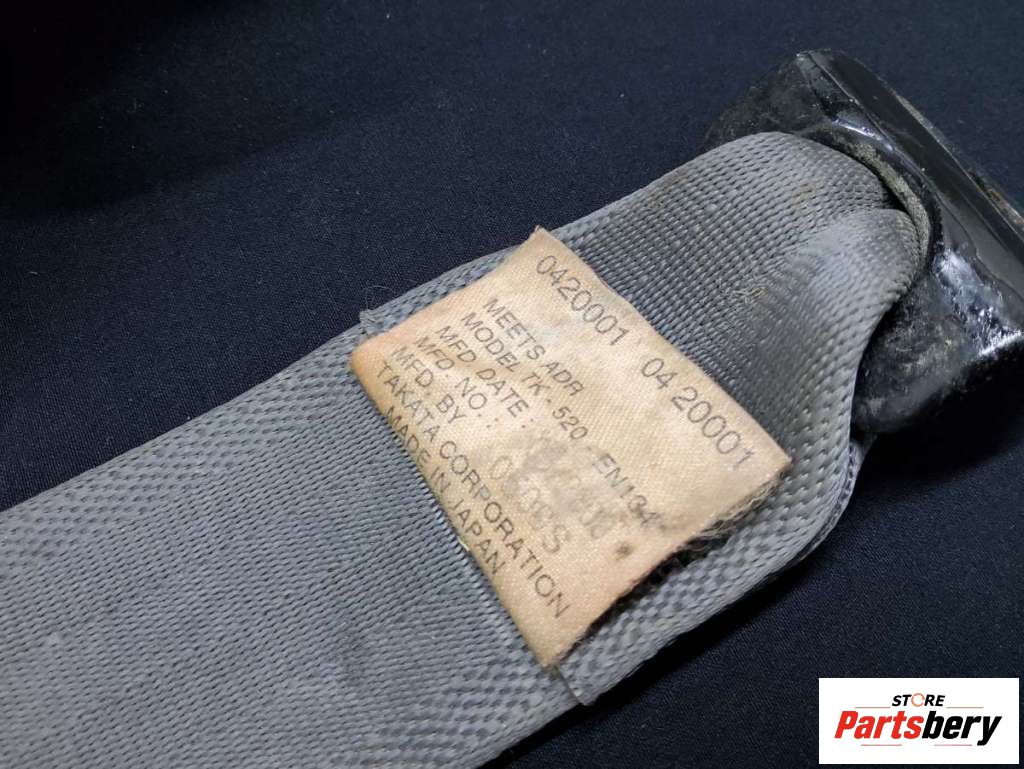 0420001 0420001
MEETS ADR
MODEL TK - 520 - EN134
MFD DATE :
MFD NO. :
MFD BY
TAKATA CORPORATION
MADE IN JAPAN
STORE
Partsbery